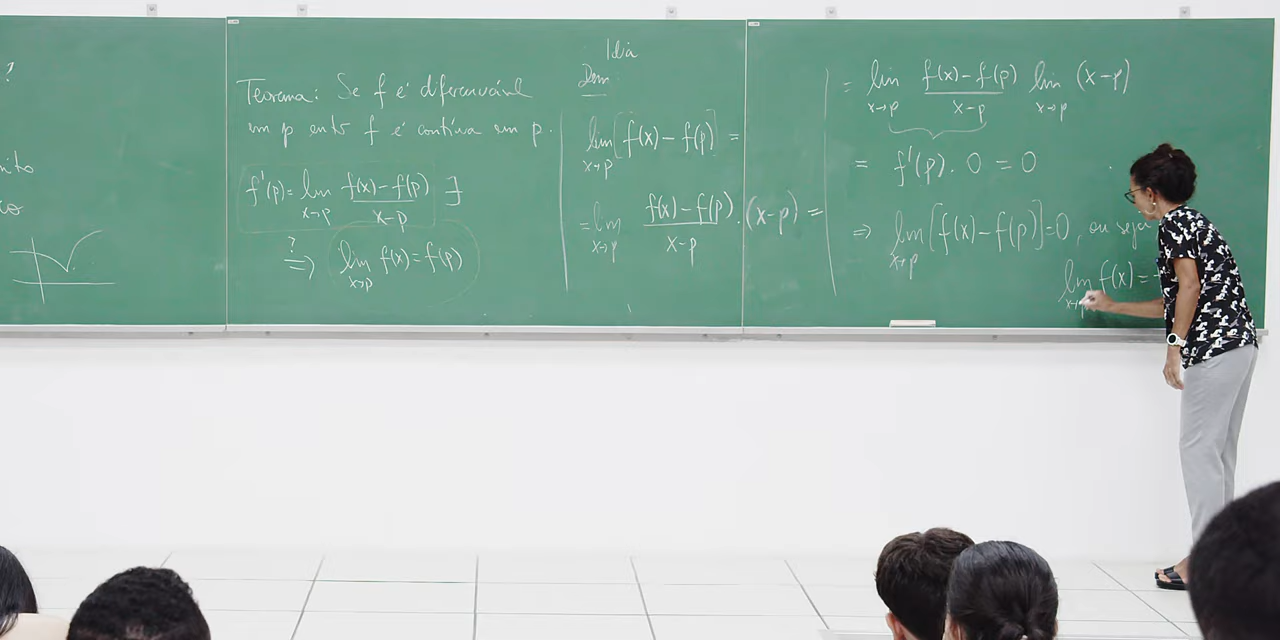 ?
Teorema: Se f é diferenciável
em p então f é contínua em p.
f'(p)= lim x→p f(x)-f(p) / x-p ∃
?
⇒ lim x→p f(x)=f(p)
Idéia
Dem:
lim x→p [f(x)-f(p)] =
= lim x→p f(x)-f(p) / x-p . (x-p) =
= lim x→p f(x)-f(p) / x-p lim x→p (x-p)
= f'(p) . 0 = 0
⇒ lim x→p [f(x)-f(p)]=0, ou seja
lim x→p f(x)=